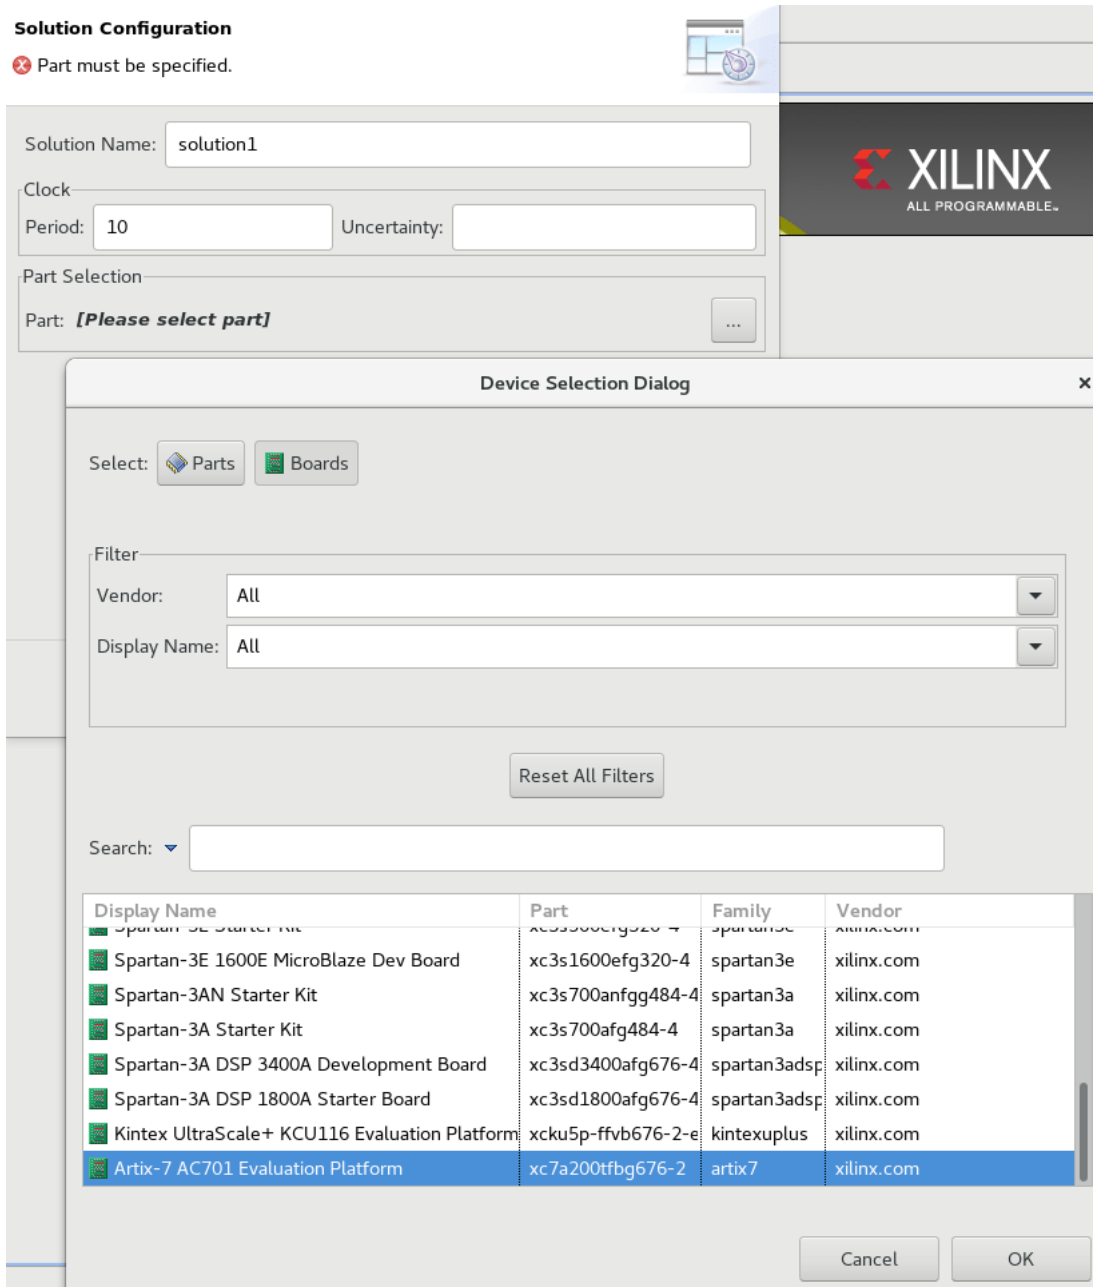 Solution Configuration
Part must be specified.
Solution Name: solution1
Clock
Period: 10 Uncertainty:
Part Selection
Part: [Please select part] ...
XILINX
ALL PROGRAMMABLE™
Device Selection Dialog ×
Select: Parts Boards
Filter
Vendor: All
Display Name: All
Reset All Filters
Search:
Display Name Part Family Vendor
Spartan-3E 1600E MicroBlaze Dev Board xc3s1600efg320-4 spartan3e xilinx.com
Spartan-3AN Starter Kit xc3s700anfgg484-4 spartan3a xilinx.com
Spartan-3A Starter Kit xc3s700afg484-4 spartan3a xilinx.com
Spartan-3A DSP 3400A Development Board xc3sd3400afg676-4 spartan3adsp xilinx.com
Spartan-3A DSP 1800A Starter Board xc3sd1800afg676-4 spartan3adsp xilinx.com
Kintex UltraScale+ KCU116 Evaluation Platform xcku5p-ffvb676-2-e kintexuplus xilinx.com
Artix-7 AC701 Evaluation Platform xc7a200tfbg676-2 artix7 xilinx.com
Cancel OK